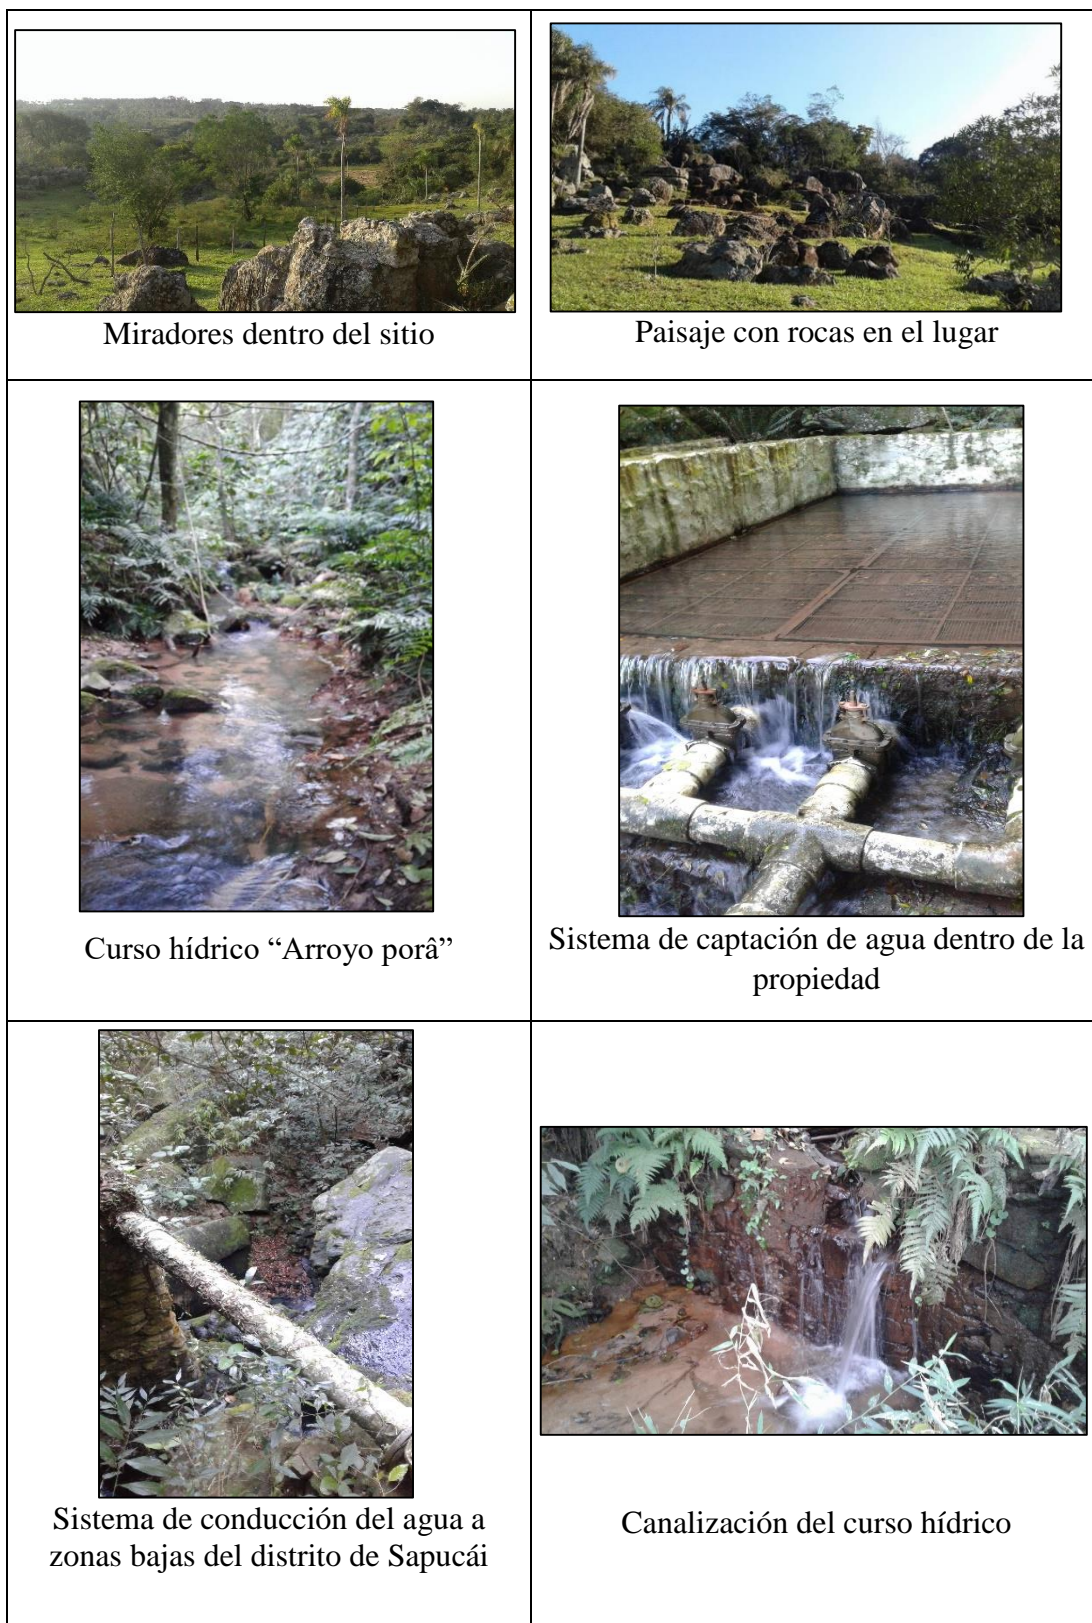 Miradores dentro del sitio
Paisaje con rocas en el lugar
Curso hídrico “Arroyo porâ”
Sistema de captación de agua dentro de la
propiedad
Sistema de conducción del agua a
zonas bajas del distrito de Sapucái
Canalización del curso hídrico